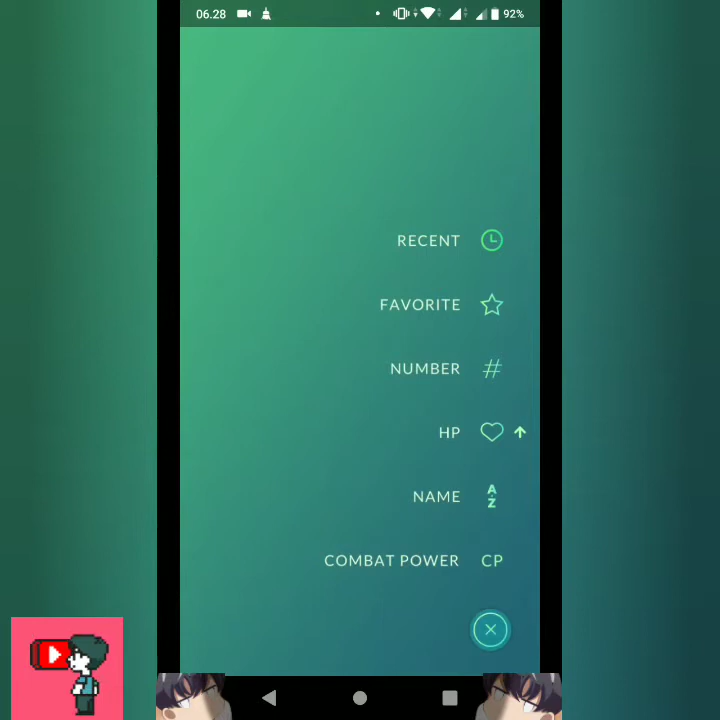 06.28 92%
RECENT
FAVORITE
NUMBER
HP
NAME A-Z
COMBAT POWER CP